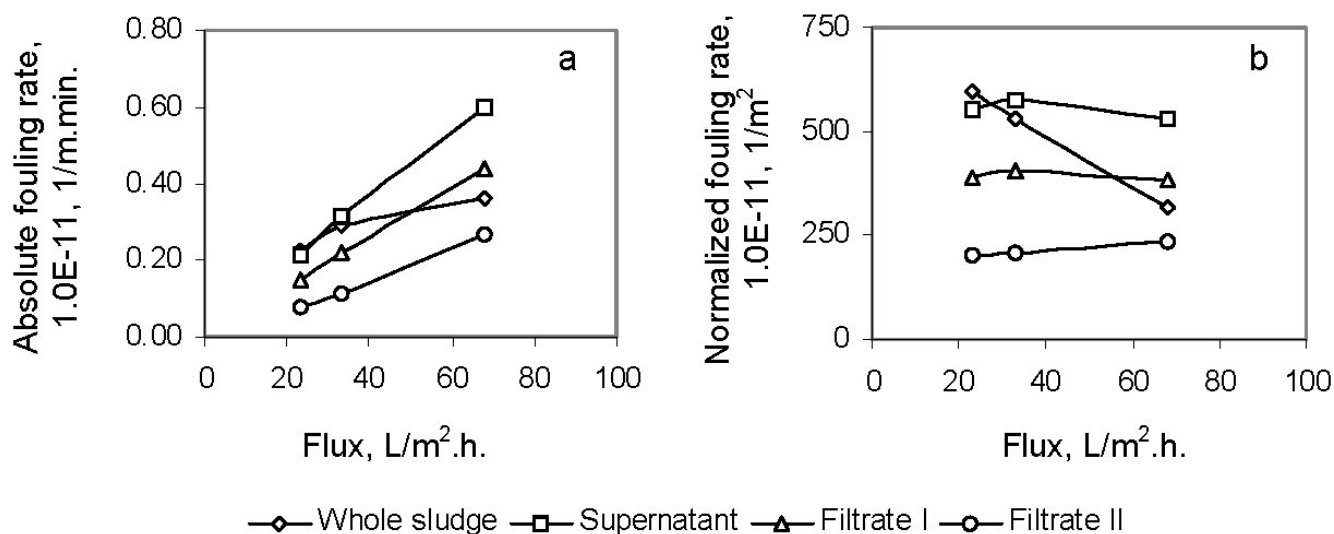 Absolute fouling rate,
1.0E-11, 1/m.min.
0.80
0.60
0.40
0.20
0.00
a
0 20 40 60 80 100
Flux, L/m².h.
Normalized fouling rate,
1.0E-11, 1/m²
750
500
250
0
b
0 20 40 60 80 100
Flux, L/m².h.
Whole sludge Supernatant Filtrate I Filtrate II